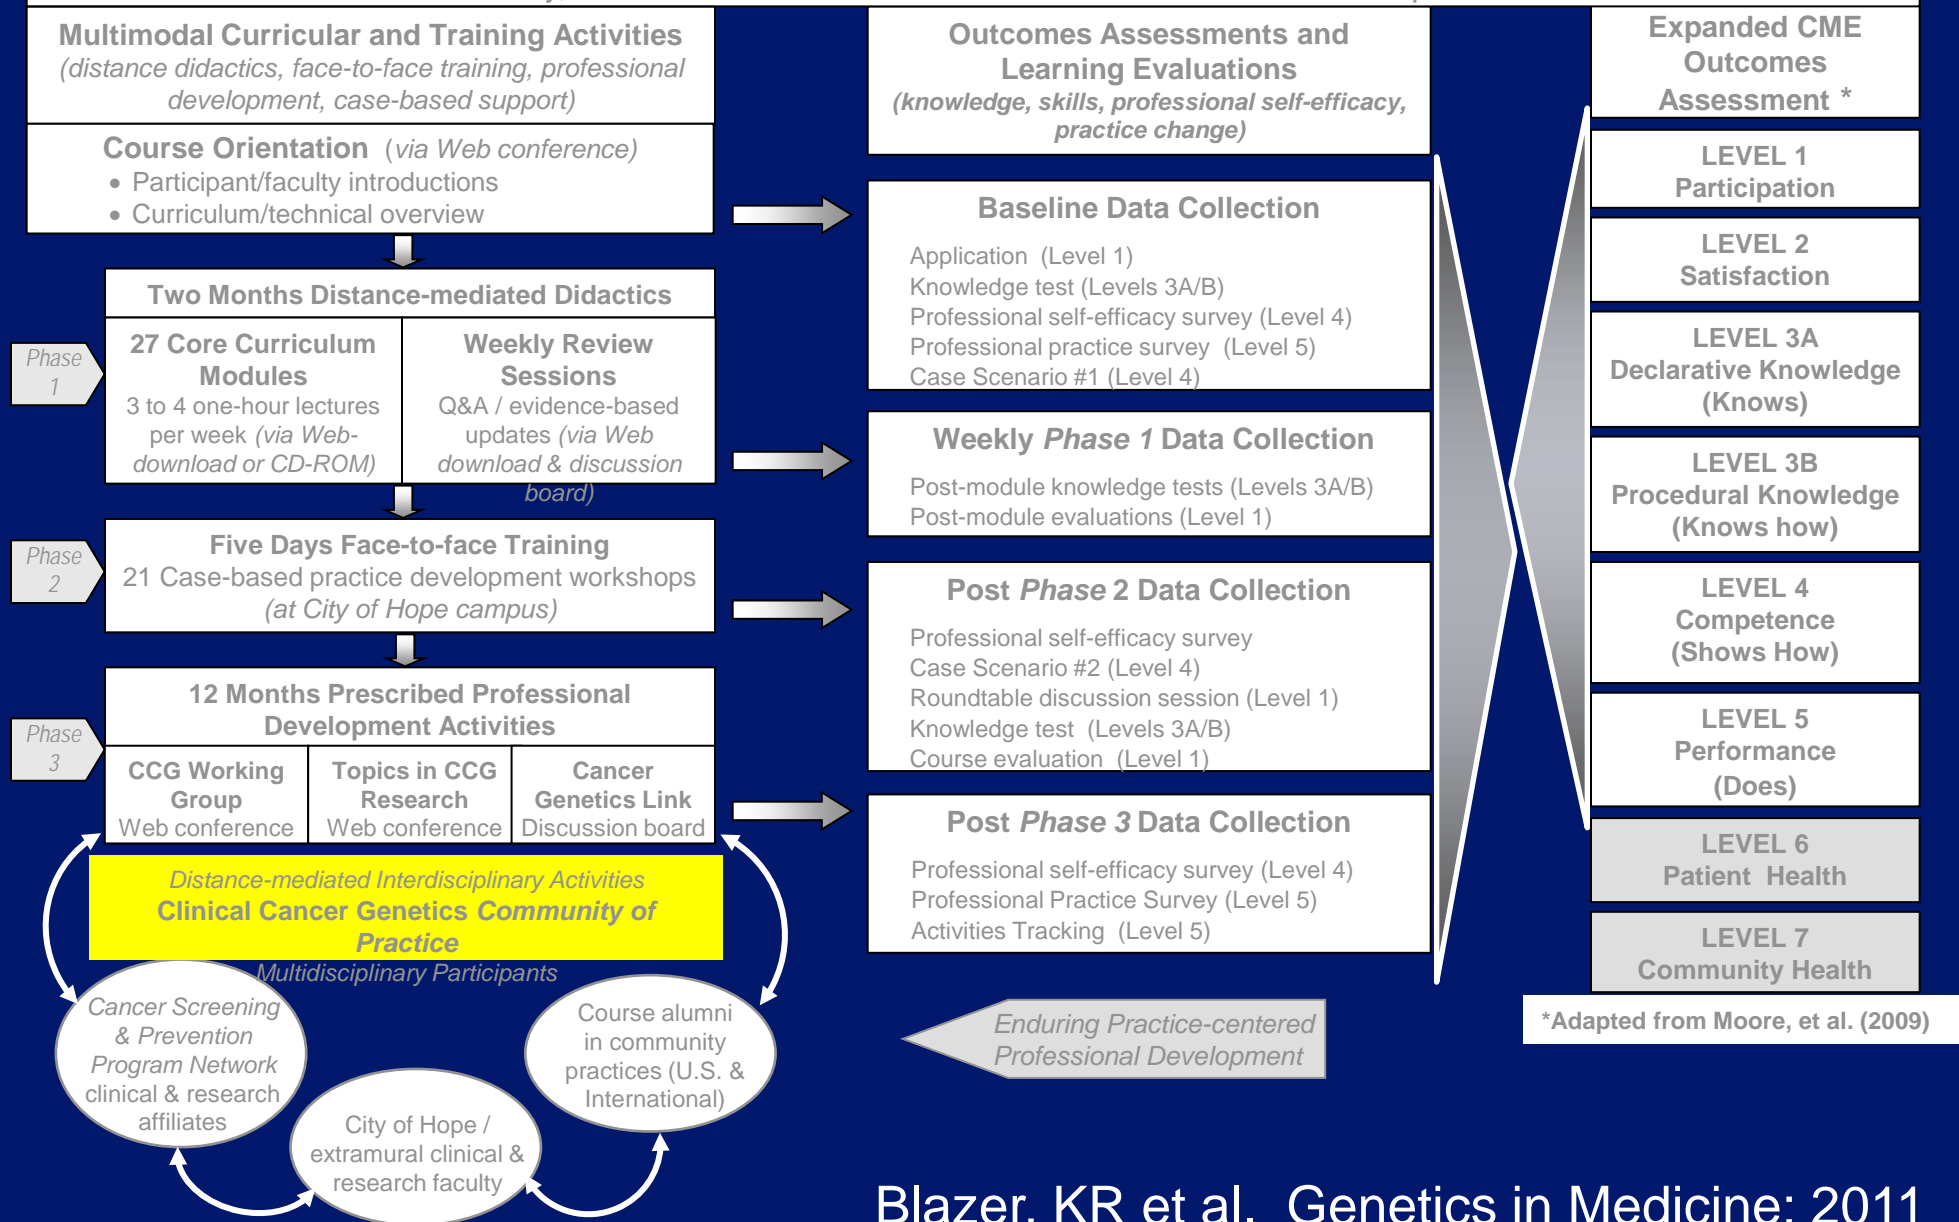 Multimodal Curricular and Training Activities
(distance didactics, face-to-face training, professional
development, case-based support)
Course Orientation (via Web conference)
• Participant/faculty introductions
• Curriculum/technical overview
Two Months Distance-mediated Didactics
Phase
1
27 Core Curriculum
Modules
3 to 4 one-hour lectures
per week (via Web-
download or CD-ROM)
Weekly Review
Sessions
Q&A / evidence-based
updates (via Web
download & discussion
board)
Phase
2
Five Days Face-to-face Training
21 Case-based practice development workshops
(at City of Hope campus)
Phase
3
12 Months Prescribed Professional
Development Activities
CCG Working
Group
Web conference
Topics in CCG
Research
Web conference
Cancer
Genetics Link
Discussion board
Distance-mediated Interdisciplinary Activities
Clinical Cancer Genetics Community of
Practice
Multidisciplinary Participants
Cancer Screening
& Prevention
Program Network
clinical & research
affiliates
City of Hope /
extramural clinical &
research faculty
Course alumni
in community
practices (U.S. &
International)
Outcomes Assessments and
Learning Evaluations
(knowledge, skills, professional self-efficacy,
practice change)
Baseline Data Collection
Application (Level 1)
Knowledge test (Levels 3A/B)
Professional self-efficacy survey (Level 4)
Professional practice survey (Level 5)
Case Scenario #1 (Level 4)
Weekly Phase 1 Data Collection
Post-module knowledge tests (Levels 3A/B)
Post-module evaluations (Level 1)
Post Phase 2 Data Collection
Professional self-efficacy survey
Case Scenario #2 (Level 4)
Roundtable discussion session (Level 1)
Knowledge test (Levels 3A/B)
Course evaluation (Level 1)
Post Phase 3 Data Collection
Professional self-efficacy survey (Level 4)
Professional Practice Survey (Level 5)
Activities Tracking (Level 5)
Enduring Practice-centered
Professional Development
Expanded CME
Outcomes
Assessment *
LEVEL 1
Participation
LEVEL 2
Satisfaction
LEVEL 3A
Declarative Knowledge
(Knows)
LEVEL 3B
Procedural Knowledge
(Knows how)
LEVEL 4
Competence
(Shows How)
LEVEL 5
Performance
(Does)
LEVEL 6
Patient Health
LEVEL 7
Community Health
*Adapted from Moore, et al. (2009)
Blazer, KR et al. Genetics in Medicine; 2011